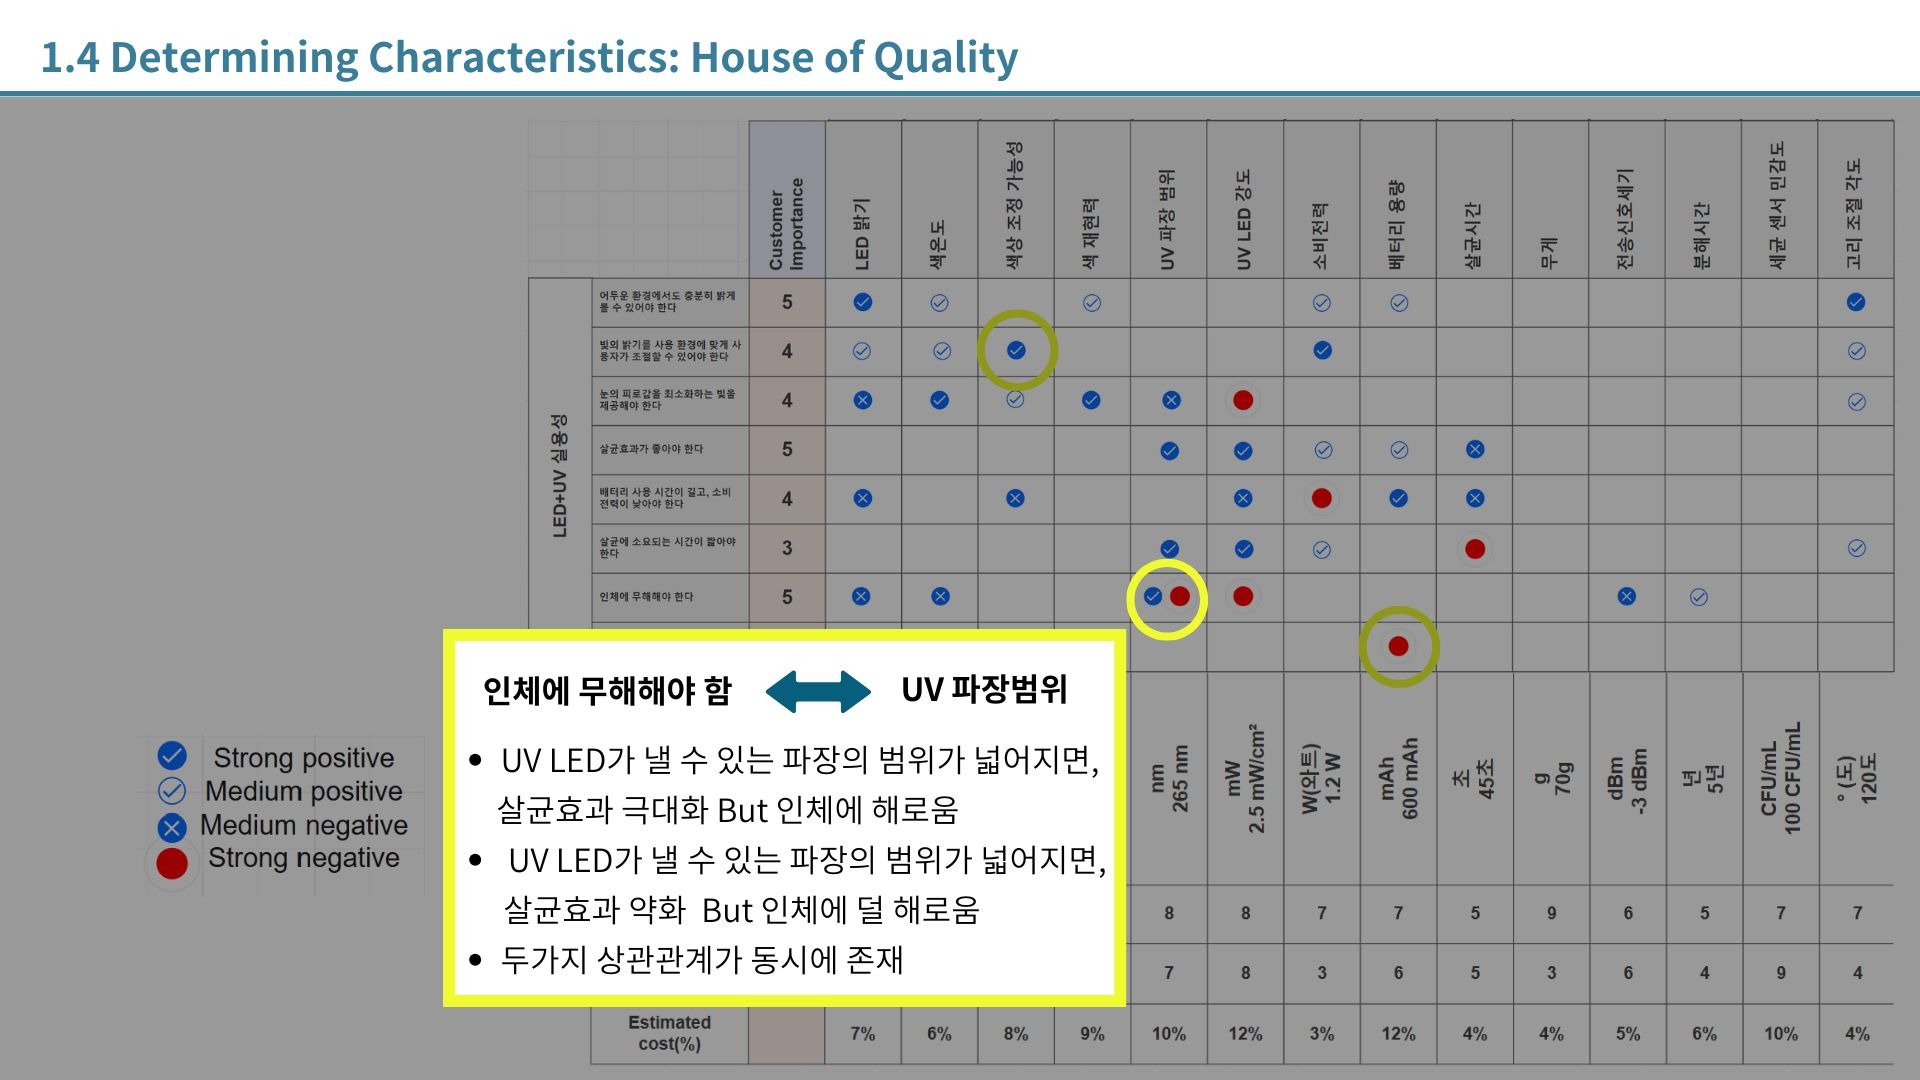 1.4 Determining Characteristics: House of Quality
Customer Importance
LED 밝기
색온도
색상 조정 가능성
색 재현력
UV 파장 범위
UV LED 강도
소비전력
베터리 용량
살균시간
무게
전송신호세기
분해시간
세균 센서 민감도
고리 조절 각도
LED+UV 실용성
어두운 환경에서도 충분히 밝게
볼 수 있어야 한다
5
빛의 밝기를 사용 환경에 맞게 사
용자가 조절할 수 있어야 한다
4
눈의 피로감을 최소화하는 빛을
제공해야 한다
4
살균효과가 좋아야 한다
5
배터리 사용 시간이 길고, 소비
전력이 낮아야 한다
4
살균에 소요되는 시간이 짧아야
한다
3
인체에 무해해야 한다
5
인체에 무해해야 함
UV 파장범위
• UV LED가 낼 수 있는 파장의 범위가 넓어지면,
살균효과 극대화 But 인체에 해로움
• UV LED가 낼 수 있는 파장의 범위가 넓어지면,
살균효과 약화 But 인체에 덜 해로움
• 두가지 상관관계가 동시에 존재
Strong positive
Medium positive
Medium negative
Strong negative
nm
265 nm
mW
2.5 mW/cm²
W(와트)
1.2 W
mAh
600 mAh
초
45초
g
70g
dBm
-3 dBm
년
5년
CFU/mL
100 CFU/mL
° (도)
120도
8 8 7 7 5 9 6 5 7 7
7 8 3 6 5 3 6 4 9 4
Estimated
cost(%)
7% 6% 8% 9% 10% 12% 3% 12% 4% 4% 5% 6% 10% 4%